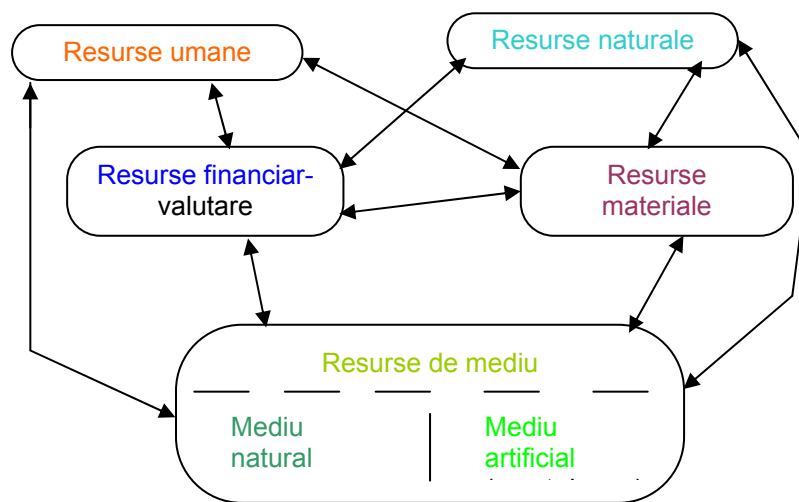 Resurse umane
Resurse naturale
Resurse financiar-
valutare
Resurse
materiale
Resurse de mediu
Mediu
natural
Mediu
artificial